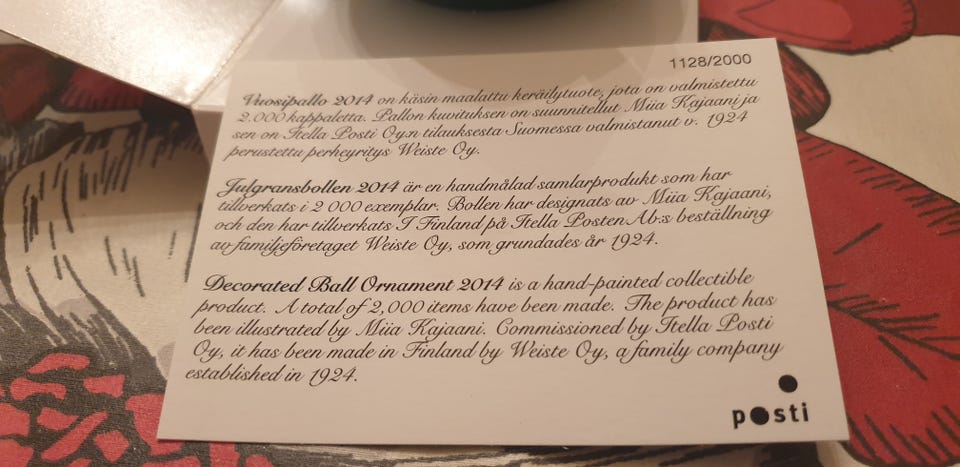 1128/2000
Vuosipallo 2014 on käsin maalattu keräilytuote, jota on valmistettu
2.000 kappaletta. Pallon kuvituksen on suunnitellut Miia Kajaani ja
sen on Itella Posti Oy:n tilauksesta Suomessa valmistanut v. 1924
perustettu perheyritys Weiste Oy.
Julgransbollen 2014 är en handmålad samlarprodukt som har
tillverkats i 2 000 exemplar. Bollen har designats av Miia Kajaani,
och den har tillverkats I Finland på Itella Posten Ab:s beställning
av familjeföretaget Weiste Oy, som grundades år 1924.
Decorated Ball Ornament 2014 is a hand-painted collectible
product. A total of 2,000 items have been made. The product has
been illustrated by Miia Kajaani. Commissioned by Itella Posti
Oy, it has been made in Finland by Weiste Oy, a family company
established in 1924.
posti